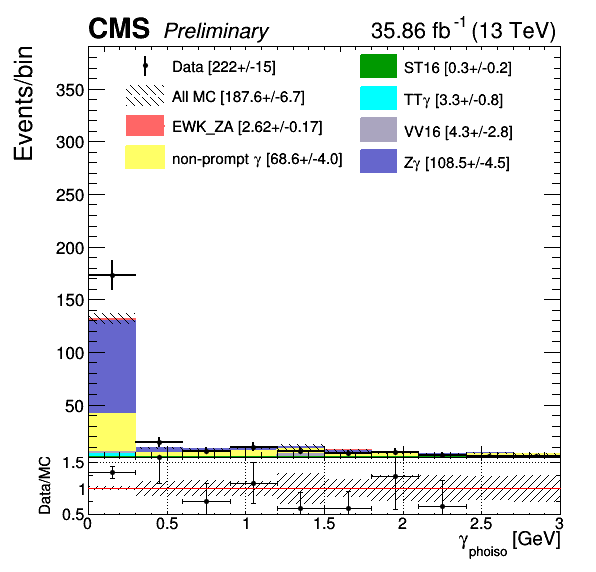 CMS Preliminary 35.86 fb⁻¹ (13 TeV)
Events/bin
Data [222+/-15]
All MC [187.6+/-6.7]
EWK_ZA [2.62+/-0.17]
non-prompt γ [68.6+/-4.0]
ST16 [0.3+/-0.2]
TTγ [3.3+/-0.8]
VV16 [4.3+/-2.8]
Zγ [108.5+/-4.5]
350
300
250
200
150
100
50
Data/MC
1.5
1
0.5
0 0.5 1 1.5 2 2.5 3
γphoiso [GeV]